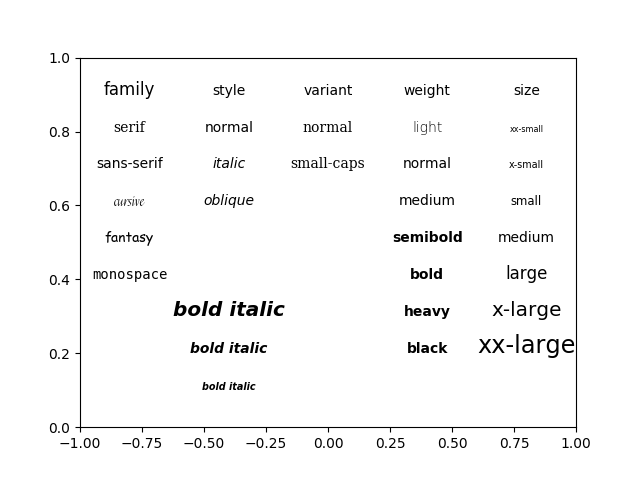 1.0
family style variant weight size
0.8
serif normal normal light xx-small
sans-serif italic small-caps normal x-small
0.6
cursive oblique medium small
fantasy semibold medium
0.4
monospace bold large
bold italic heavy x-large
0.2
bold italic black xx-large
bold italic
0.0
−1.00 −0.75 −0.50 −0.25 0.00 0.25 0.50 0.75 1.00